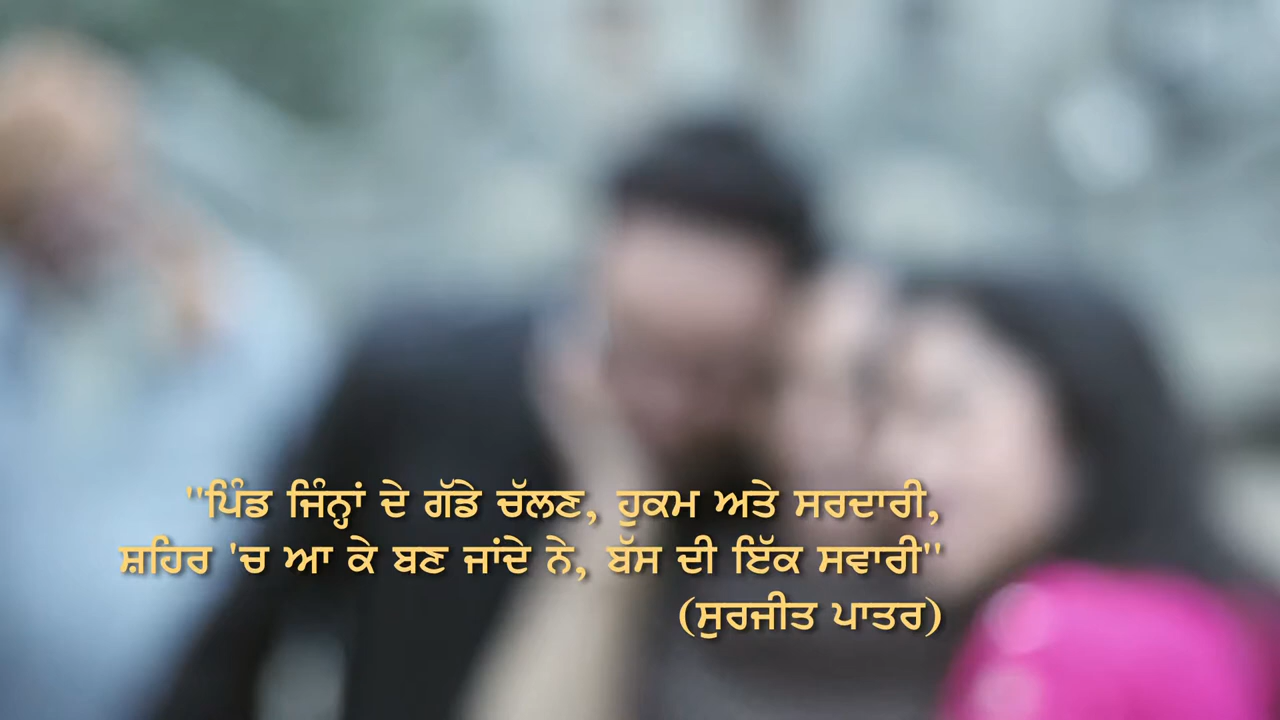 "ਪਿੰਡ ਜਿੰਨ੍ਹਾਂ ਦੇ ਗੱਡੇ ਚੱਲਣ, ਹੁਕਮ ਅਤੇ ਸਰਦਾਰੀ,
ਸ਼ਹਿਰ 'ਚ ਆ ਕੇ ਬਣ ਜਾਂਦੇ ਨੇ, ਬੱਸ ਦੀ ਇੱਕ ਸਵਾਰੀ"
(ਸੁਰਜੀਤ ਪਾਤਰ)